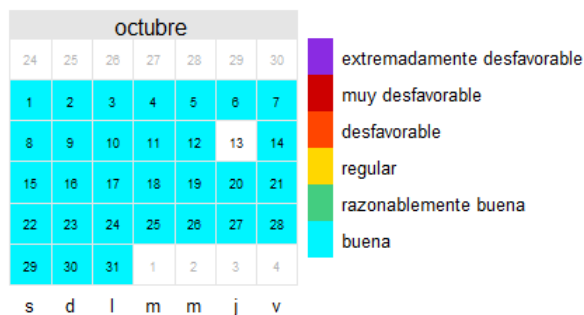 octubre
24 25 26 27 28 29 30
1 2 3 4 5 6 7
8 9 10 11 12 13 14
15 16 17 18 19 20 21
22 23 24 25 26 27 28
29 30 31 1 2 3 4
s d l m m j v
extremadamente desfavorable
muy desfavorable
desfavorable
regular
razonablemente buena
buena